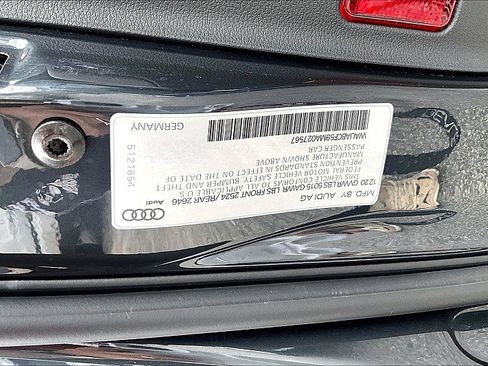 MFD. BY: AUDI AG
12 20 GVWR LBS 5015 GAWR LBS FRONT 2524 / REAR 2646
THIS VEHICLE CONFORMS TO ALL APPLICABLE U.S.
FEDERAL MOTOR VEHICLE SAFETY, BUMPER AND THEFT
PREVENTION STANDARDS IN EFFECT ON THE DATE OF
MANUFACTURE SHOWN ABOVE
PASSENGER CAR
Audi
GERMANY
5121664